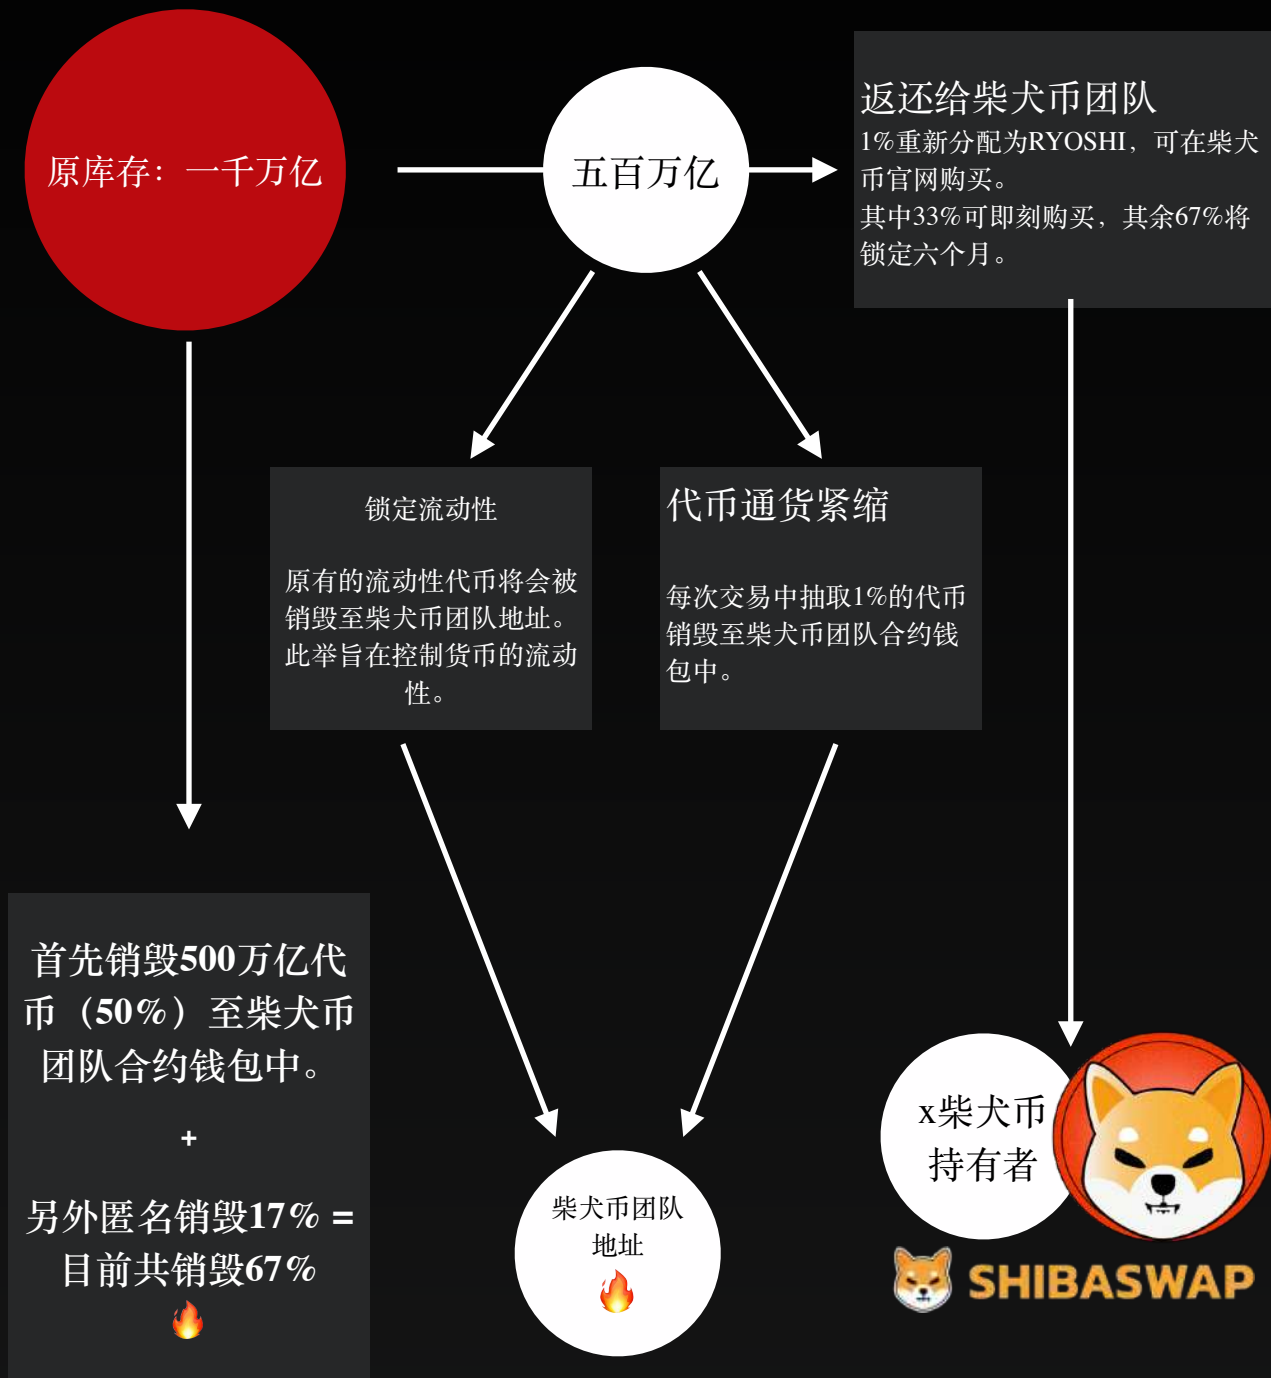 原库存：一千万亿
五百万亿
返还给柴犬币团队
1%重新分配为RYOSHI，可在柴犬
币官网购买。
其中33%可即刻购买，其余67%将
锁定六个月。
锁定流动性
原有的流动性代币将会被
销毁至柴犬币团队地址。
此举旨在控制货币的流动
性。
代币通货紧缩
每次交易中抽取1%的代币
销毁至柴犬币团队合约钱
包中。
首先销毁500万亿代
币（50%）至柴犬币
团队合约钱包中。
+
另外匿名销毁17% =
目前共销毁67%
柴犬币团队
地址
x柴犬币
持有者
SHIBASWAP